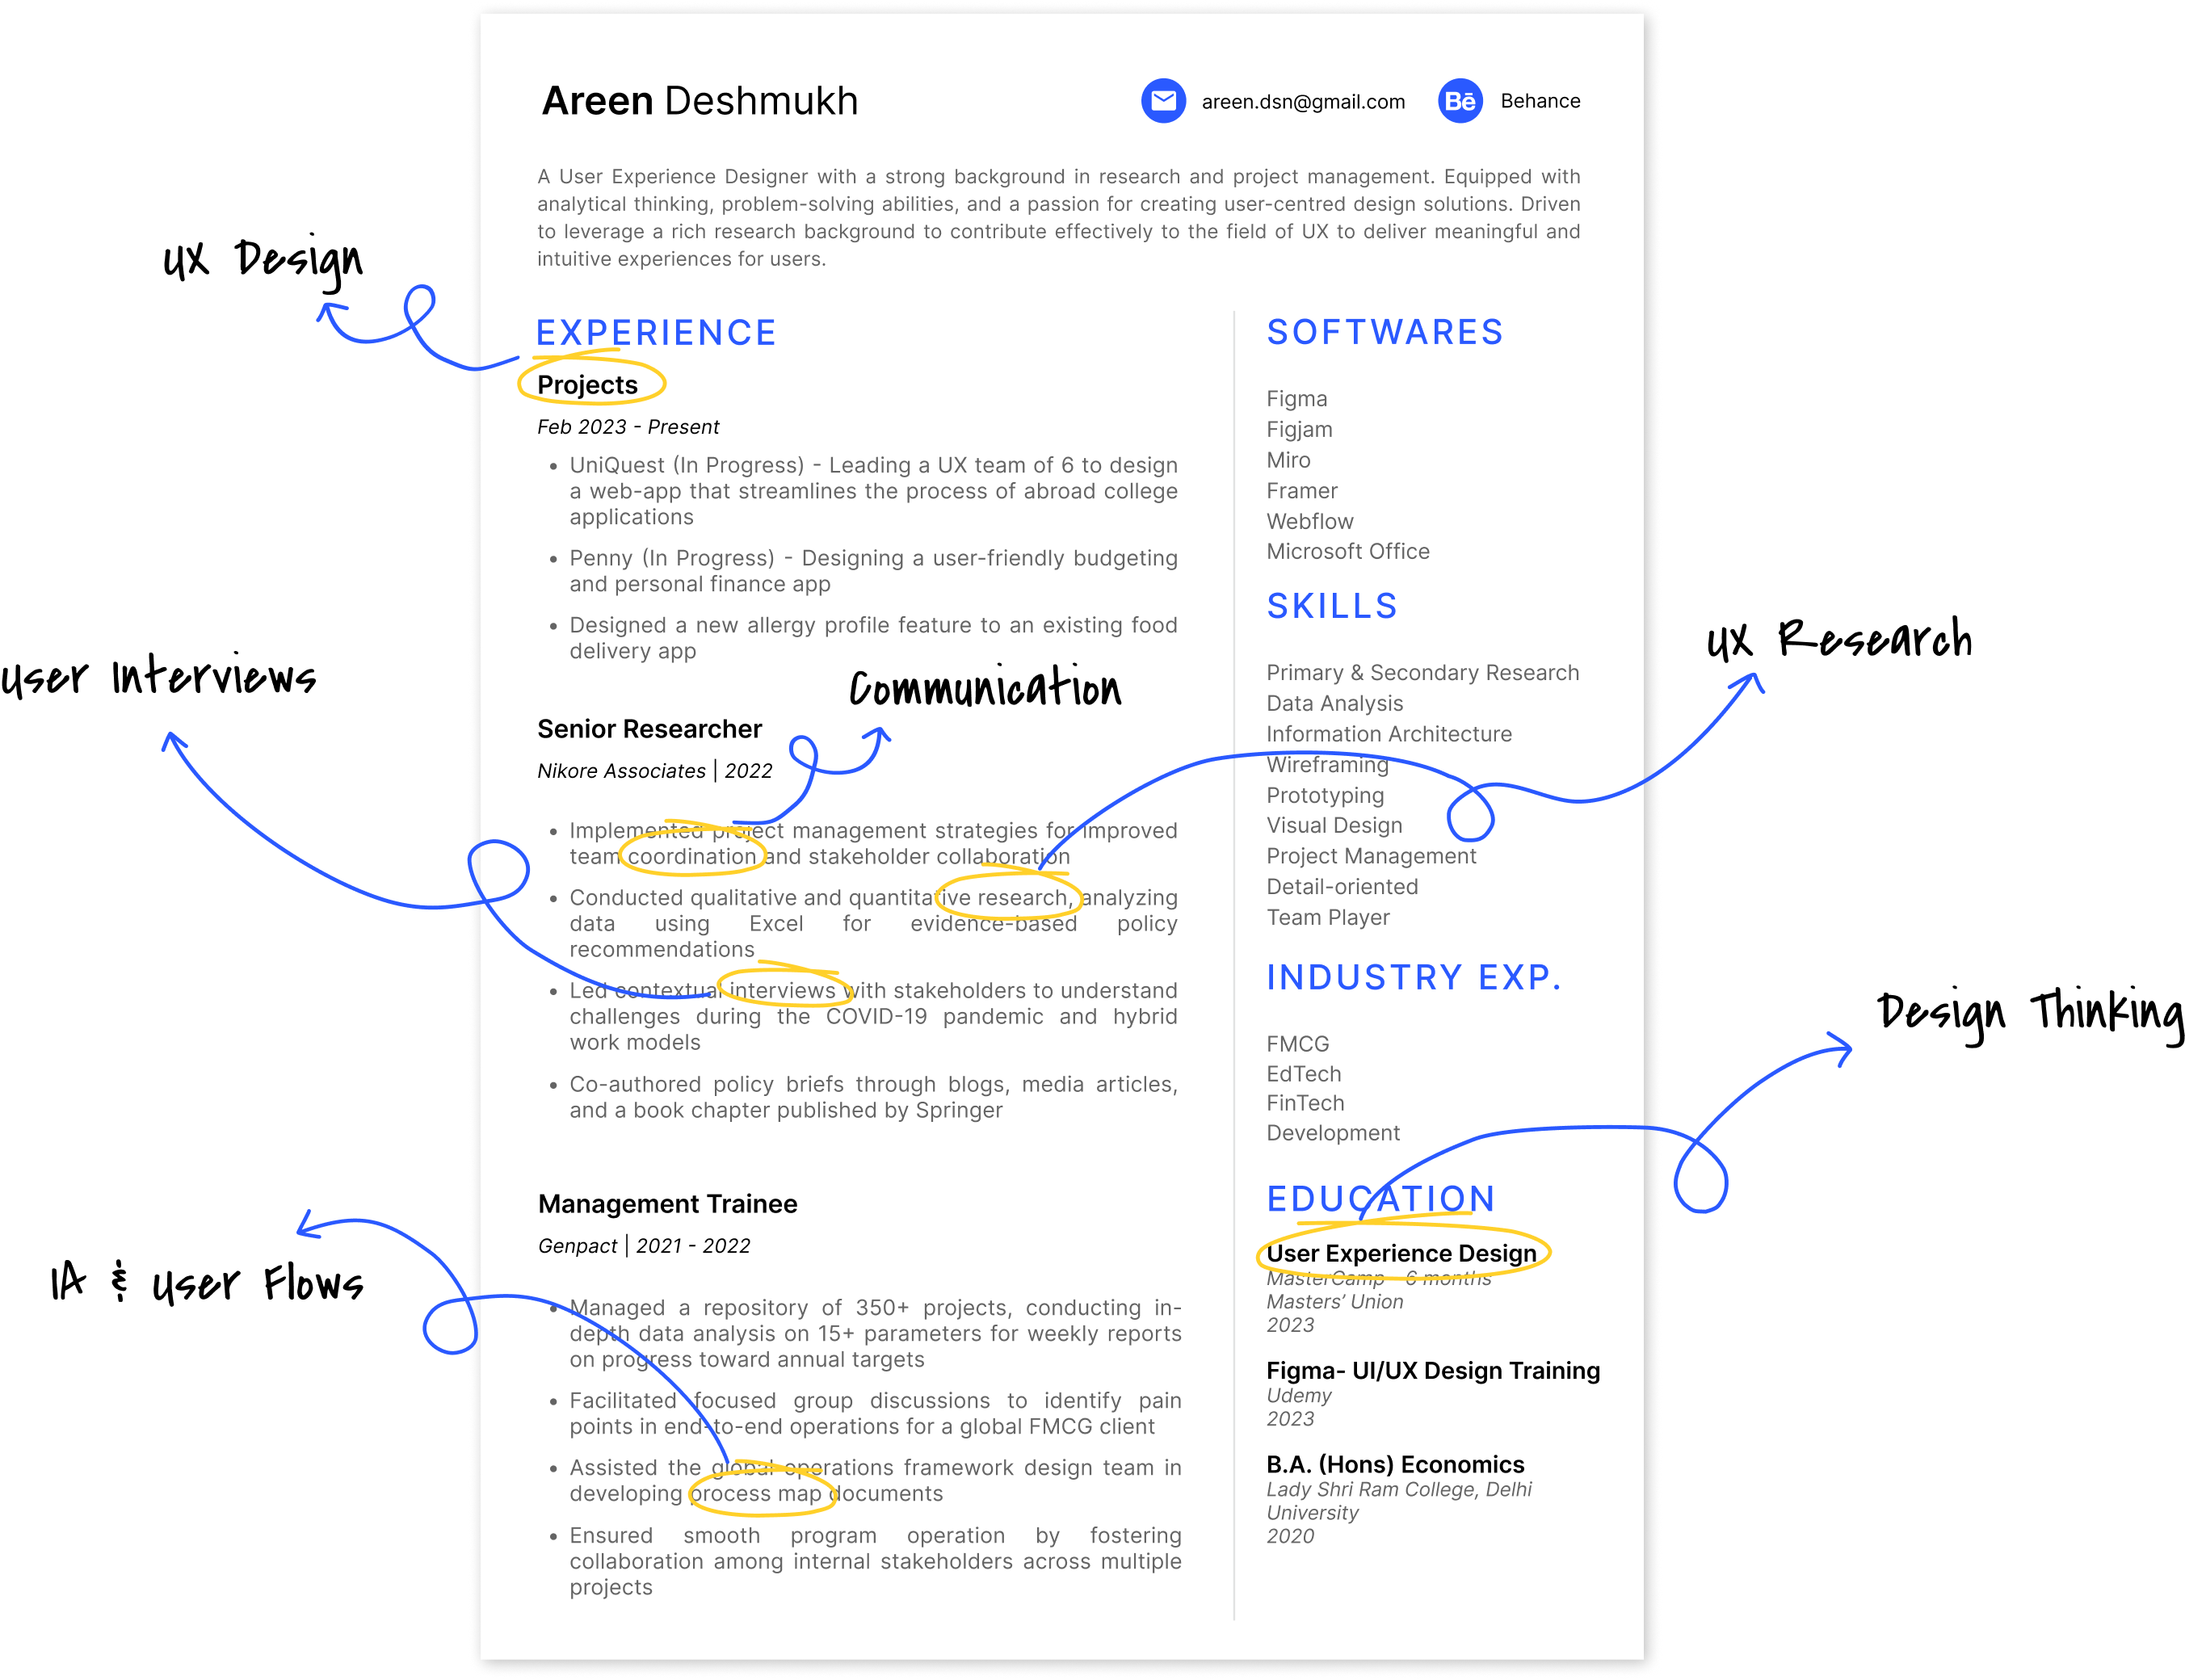 Areen Deshmukh
areen.dsn@gmail.com
Bē
Behance
A User Experience Designer with a strong background in research and project management. Equipped with
analytical thinking, problem-solving abilities, and a passion for creating user-centred design solutions. Driven
to leverage a rich research background to contribute effectively to the field of UX to deliver meaningful and
intuitive experiences for users.
UX Design
EXPERIENCE
Projects
Feb 2023 - Present
• UniQuest (In Progress) - Leading a UX team of 6 to design
a web-app that streamlines the process of abroad college
applications
• Penny (In Progress) - Designing a user-friendly budgeting
and personal finance app
• Designed a new allergy profile feature to an existing food
delivery app
User Interviews
Communication
Senior Researcher
Nikore Associates | 2022
• Implemented project management strategies for improved
team coordination and stakeholder collaboration
• Conducted qualitative and quantitative research, analyzing
data using Excel for evidence-based policy
recommendations
• Led contextual interviews with stakeholders to understand
challenges during the COVID-19 pandemic and hybrid
work models
• Co-authored policy briefs through blogs, media articles,
and a book chapter published by Springer
Management Trainee
Genpact | 2021 - 2022
IA & User Flows
• Managed a repository of 350+ projects, conducting in-
depth data analysis on 15+ parameters for weekly reports
on progress toward annual targets
• Facilitated focused group discussions to identify pain
points in end-to-end operations for a global FMCG client
• Assisted the global operations framework design team in
developing process map documents
• Ensured smooth program operation by fostering
collaboration among internal stakeholders across multiple
projects
SOFTWARES
Figma
Figjam
Miro
Framer
Webflow
Microsoft Office
SKILLS
Primary & Secondary Research
Data Analysis
Information Architecture
Wireframing
Prototyping
Visual Design
Project Management
Detail-oriented
Team Player
UX Research
INDUSTRY EXP.
FMCG
EdTech
FinTech
Development
Design Thinking
EDUCATION
User Experience Design
MasterCamp - 6 months
Masters' Union
2023
Figma- UI/UX Design Training
Udemy
2023
B.A. (Hons) Economics
Lady Shri Ram College, Delhi
University
2020